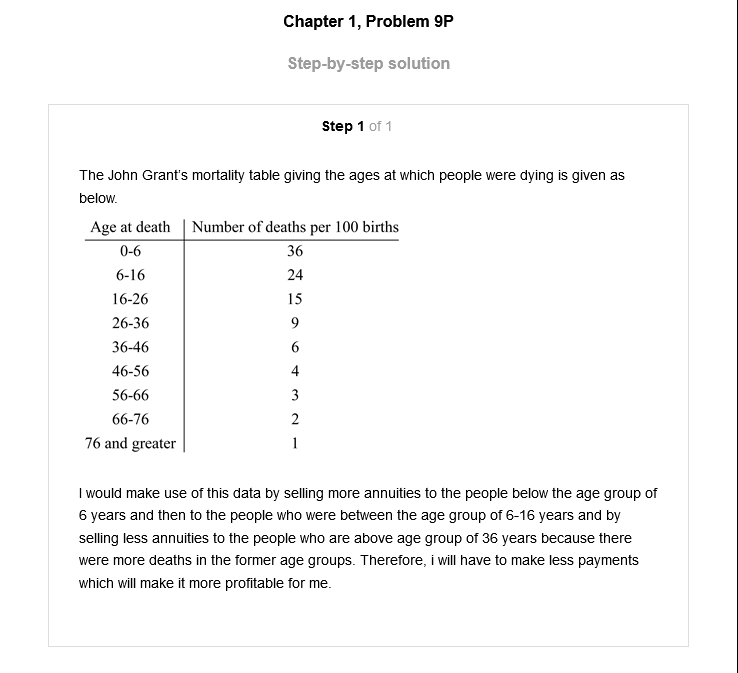 Chapter 1, Problem 9P
Step-by-step solution
Step 1 of 1
The John Grant's mortality table giving the ages at which people were dying is given as
below.
Age at death Number of deaths per 100 births
0-6 36
6-16 24
16-26 15
26-36 9
36-46 6
46-56 4
56-66 3
66-76 2
76 and greater 1
I would make use of this data by selling more annuities to the people below the age group of
6 years and then to the people who were between the age group of 6-16 years and by
selling less annuities to the people who are above age group of 36 years because there
were more deaths in the former age groups. Therefore, i will have to make less payments
which will make it more profitable for me.